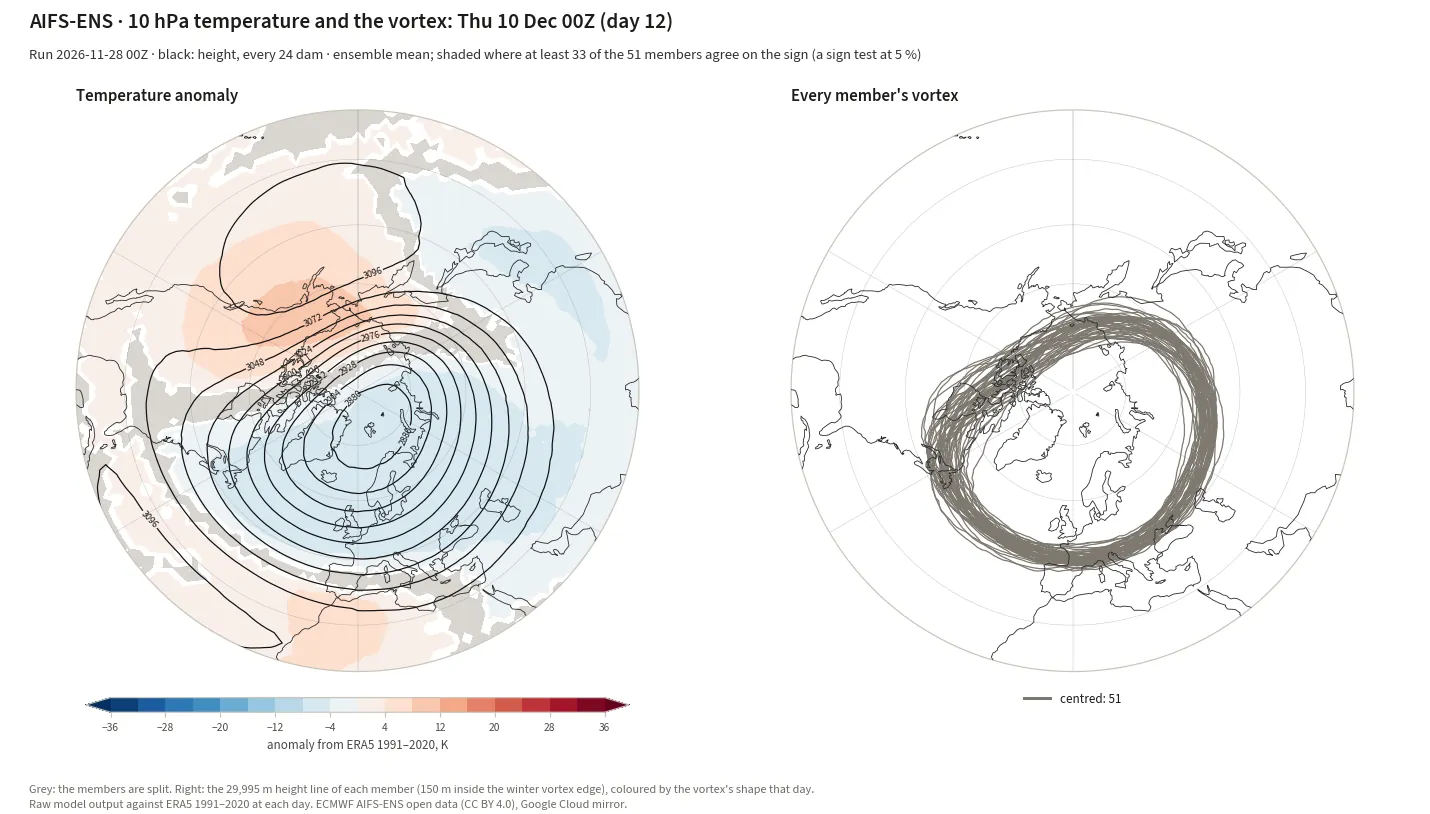 AIFS-ENS · 10 hPa temperature and the vortex: Thu 10 Dec 00Z (day 12)
Run 2026-11-28 00Z · black: height, every 24 dam · ensemble mean; shaded where at least 33 of the 51 members agree on the sign (a sign test at 5 %)
Temperature anomaly
Every member's vortex
3096
3072
2976
3048
2928
3096
−36 −28 −20 −12 −4 4 12 20 28 36
anomaly from ERA5 1991–2020, K
centred: 51
Grey: the members are split. Right: the 29,995 m height line of each member (150 m inside the winter vortex edge), coloured by the vortex's shape that day.
Raw model output against ERA5 1991–2020 at each day. ECMWF AIFS-ENS open data (CC BY 4.0), Google Cloud mirror.